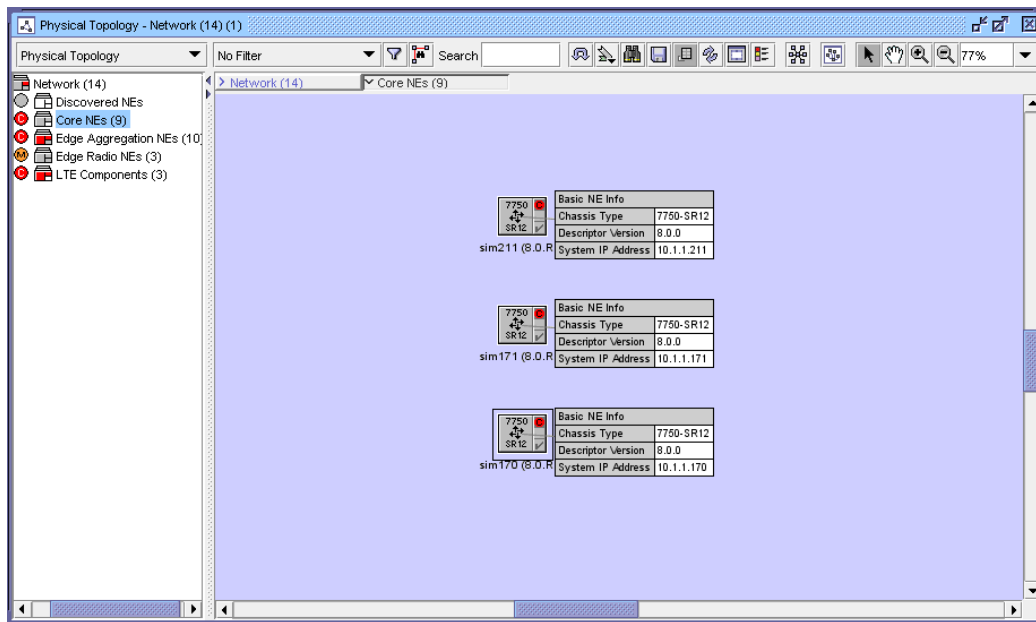 Physical Topology - Network (14) (1)
Physical Topology No Filter Search 77%
Network (14)
Discovered NEs
Core NEs (9)
Edge Aggregation NEs (10)
Edge Radio NEs (3)
LTE Components (3)
> Network (14) Core NEs (9)
7750 C
SR12
sim211 (8.0.R
Basic NE Info
Chassis Type 7750-SR12
Descriptor Version 8.0.0
System IP Address 10.1.1.211
7750 C
SR12
sim171 (8.0.R
Basic NE Info
Chassis Type 7750-SR12
Descriptor Version 8.0.0
System IP Address 10.1.1.171
7750 C
SR12
sim170 (8.0.R
Basic NE Info
Chassis Type 7750-SR12
Descriptor Version 8.0.0
System IP Address 10.1.1.170
C
C
M
C